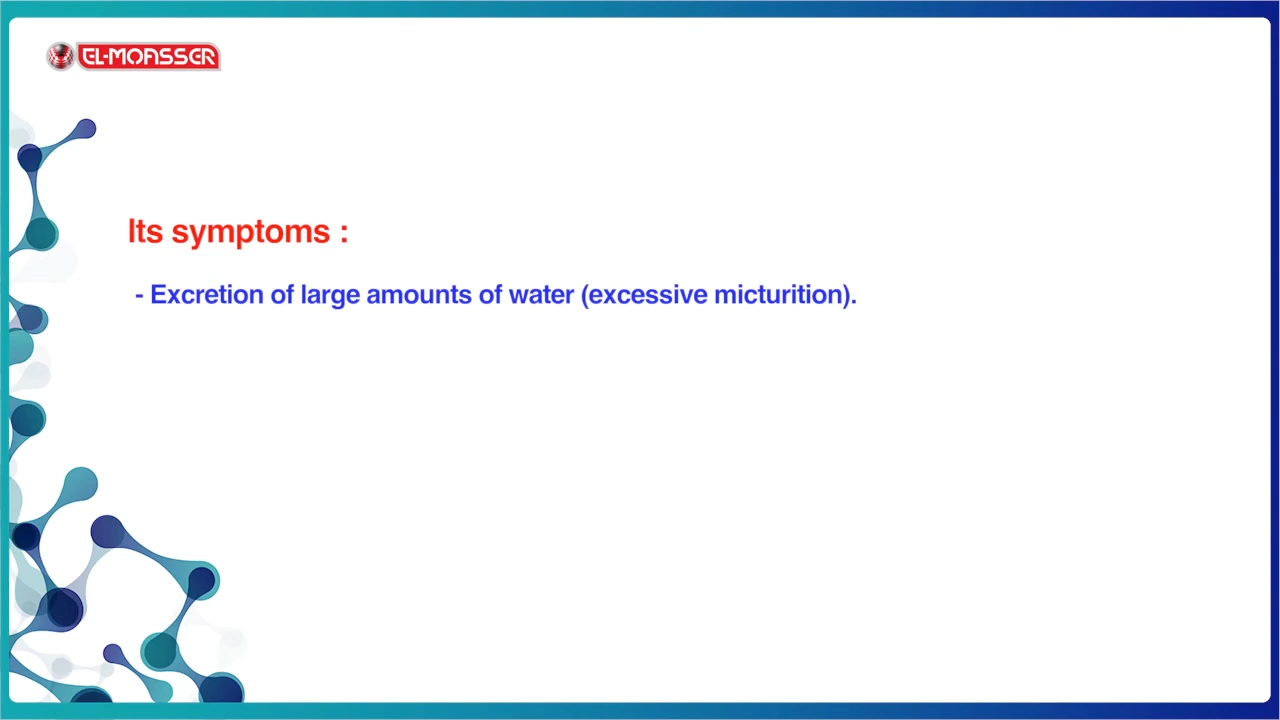 EL-MOASSER
Its symptoms :
- Excretion of large amounts of water (excessive micturition).